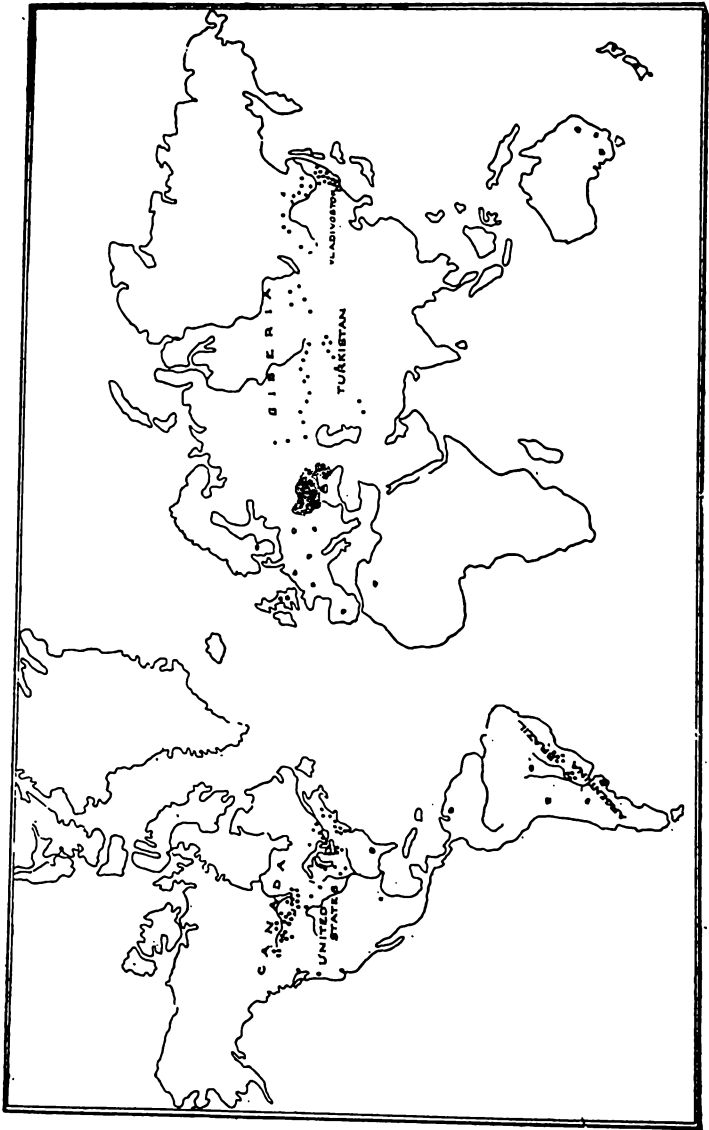 CANADA
UNITED
STATES
BRAZIL
ARGENTINA
SIBERIA
TURKISTAN
VLADIVOSTOK